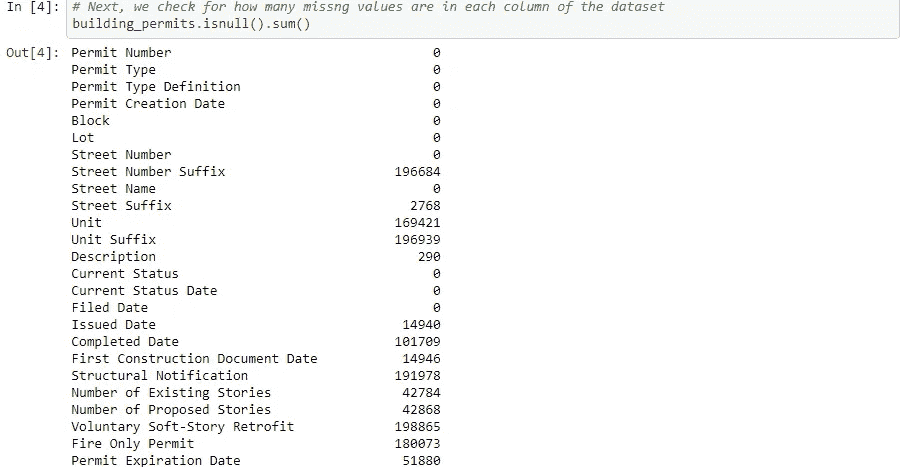 In [4]: # Next, we check for how many missng values are in each column of the dataset
building_permits.isnull().sum()
Out[4]: Permit Number 0
Permit Type 0
Permit Type Definition 0
Permit Creation Date 0
Block 0
Lot 0
Street Number 0
Street Number Suffix 196684
Street Name 0
Street Suffix 2768
Unit 169421
Unit Suffix 196939
Description 290
Current Status 0
Current Status Date 0
Filed Date 0
Issued Date 14940
Completed Date 101709
First Construction Document Date 14946
Structural Notification 191978
Number of Existing Stories 42784
Number of Proposed Stories 42868
Voluntary Soft-Story Retrofit 198865
Fire Only Permit 180073
Permit Expiration Date 51880